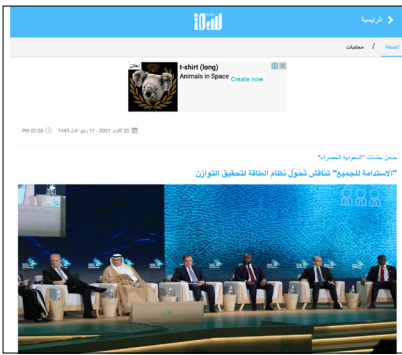 الرئيسية
المناطق / محليات
إعلان
t-shirt (long)
Animals in Space
Create now
23 أكتوبر 2021 - 17 ربيع الأول 1443 07:03 PM
ضمن جلسات "السعودية الخضراء"
"الاستدامة للجميع" تناقش تحوّل نظام الطاقة لتحقيق التوازن